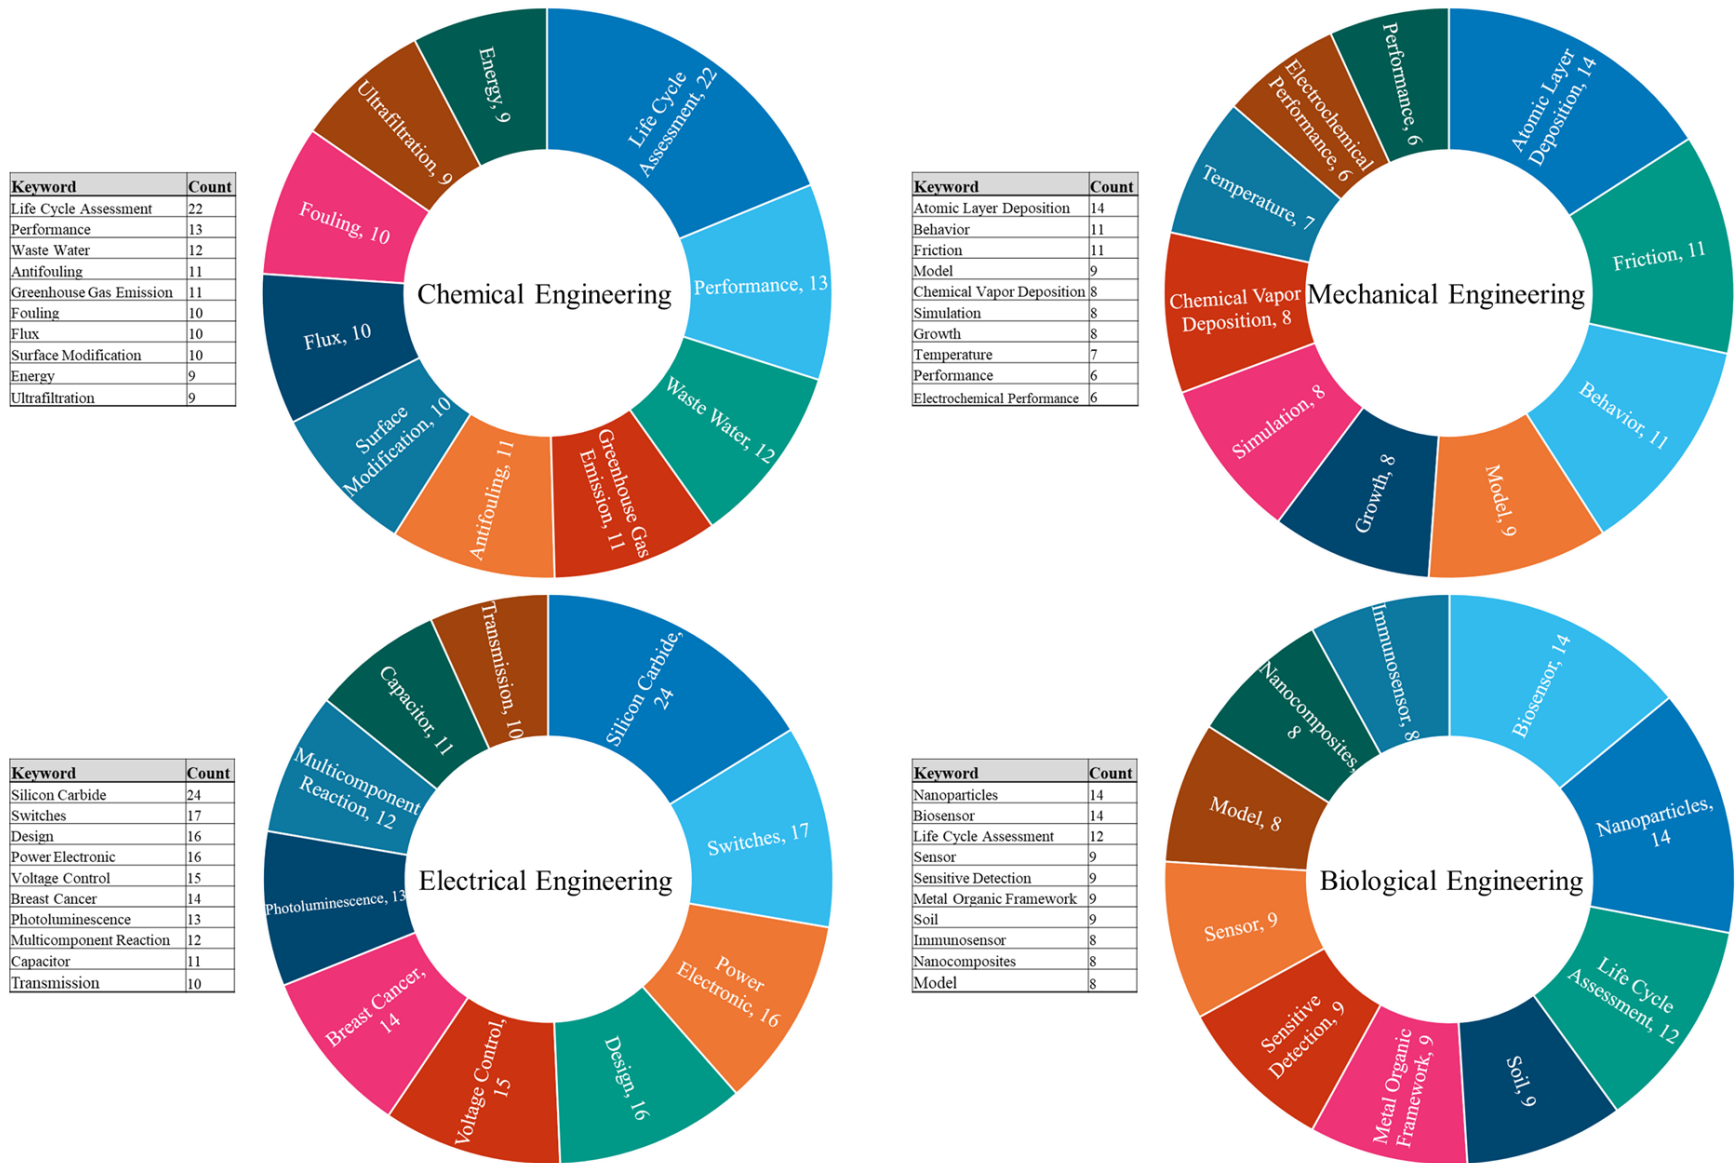 Keyword Count
Life Cycle Assessment 22
Performance 13
Waste Water 12
Antifouling 11
Greenhouse Gas Emission 11
Fouling 10
Flux 10
Surface Modification 10
Energy 9
Ultrafiltration 9
Chemical Engineering
Life Cycle
Assessment, 22
Performance, 13
Waste Water, 12
Greenhouse Gas
Emission, 11
Antifouling, 11
Surface
Modification, 10
Flux, 10
Fouling, 10
Ultrafiltration, 9
Energy, 9
Keyword Count
Atomic Layer Deposition 14
Behavior 11
Friction 11
Model 9
Chemical Vapor Deposition 8
Simulation 8
Growth 8
Temperature 7
Performance 6
Electrochemical Performance 6
Mechanical Engineering
Atomic Layer
Deposition, 14
Friction, 11
Behavior, 11
Model, 9
Growth, 8
Simulation, 8
Chemical Vapor
Deposition, 8
Temperature, 7
Electrochemical
Performance, 6
Performance, 6
Keyword Count
Silicon Carbide 24
Switches 17
Design 16
Power Electronic 16
Voltage Control 15
Breast Cancer 14
Photoluminescence 13
Multicomponent Reaction 12
Capacitor 11
Transmission 10
Electrical Engineering
Silicon Carbide,
24
Switches, 17
Power
Electronic, 16
Design, 16
Voltage Control,
15
Breast Cancer,
14
Photoluminescence, 13
Multicomponent
Reaction, 12
Capacitor, 11
Transmission, 10
Keyword Count
Nanoparticles 14
Biosensor 14
Life Cycle Assessment 12
Sensor 9
Sensitive Detection 9
Metal Organic Framework 9
Soil 9
Immunosensor 8
Nanocomposites 8
Model 8
Biological Engineering
Biosensor, 14
Nanoparticles,
14
Life Cycle
Assessment, 12
Soil, 9
Metal Organic
Framework, 9
Sensitive
Detection, 9
Sensor, 9
Model, 8
Nanocomposites,
8
Immunosensor, 8